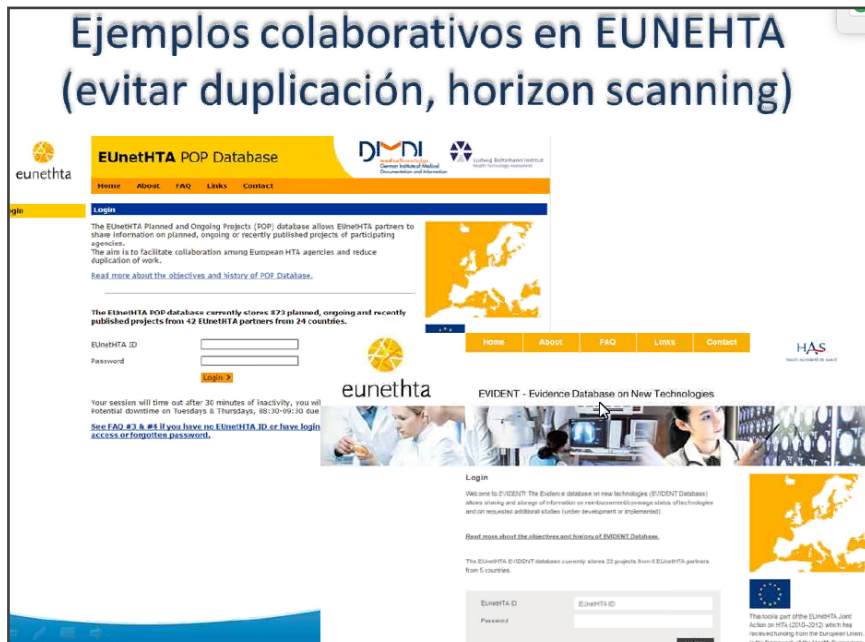 Ejemplos colaborativos en EUNEHTA
(evitar duplicación, horizon scanning)
eunethta
EUnetHTA POP Database
DIMDI
medicalknowledge
German Institute of Medical
Documentation and Information
Ludwig Boltzmann Institut
Health Technology Assessment
Home About FAQ Links Contact
ogin
Login
The EUnetHTA Planned and Ongoing Projects (POP) database allows EUnetHTA partners to
share information on planned, ongoing or recently published projects of participating
agencies.
The aim is to facilitate collaboration among European HTA agencies and reduce
duplication of work.
Read more about the objectives and history of POP Database.
The EUnetHTA POP database currently stores 823 planned, ongoing and recently
published projects from 42 EUnetHTA partners from 24 countries.
EUnetHTA ID
Password
Login >
Your session will time out after 30 minutes of inactivity, you wil
Potential downtime on Tuesdays & Thursdays, 08:30-09:30 due
See FAQ #3 & #4 if you have no EUnetHTA ID or have login
access or forgotten password.
eunethta
Home About FAQ Links Contact
HAS
EVIDENT - Evidence Database on New Technologies
Login
Welcome to EVIDENT! The Evidence database on new technologies (EVIDENT Database)
allows sharing and storage of information on reimbursement/coverage status of technologies
and on requested additional studies (under development or implemented).
Read more about the objectives and history of EVIDENT Database.
The EUnetHTA EVIDENT database currently stores 23 projects from EUnetHTA partners
from 5 countries.
EUnetHTA ID EUnetHTA ID
Password
This tool is part of the EUnetHTA Joint
Action on HTA (2010-2012) which has
received funding from the European Union,